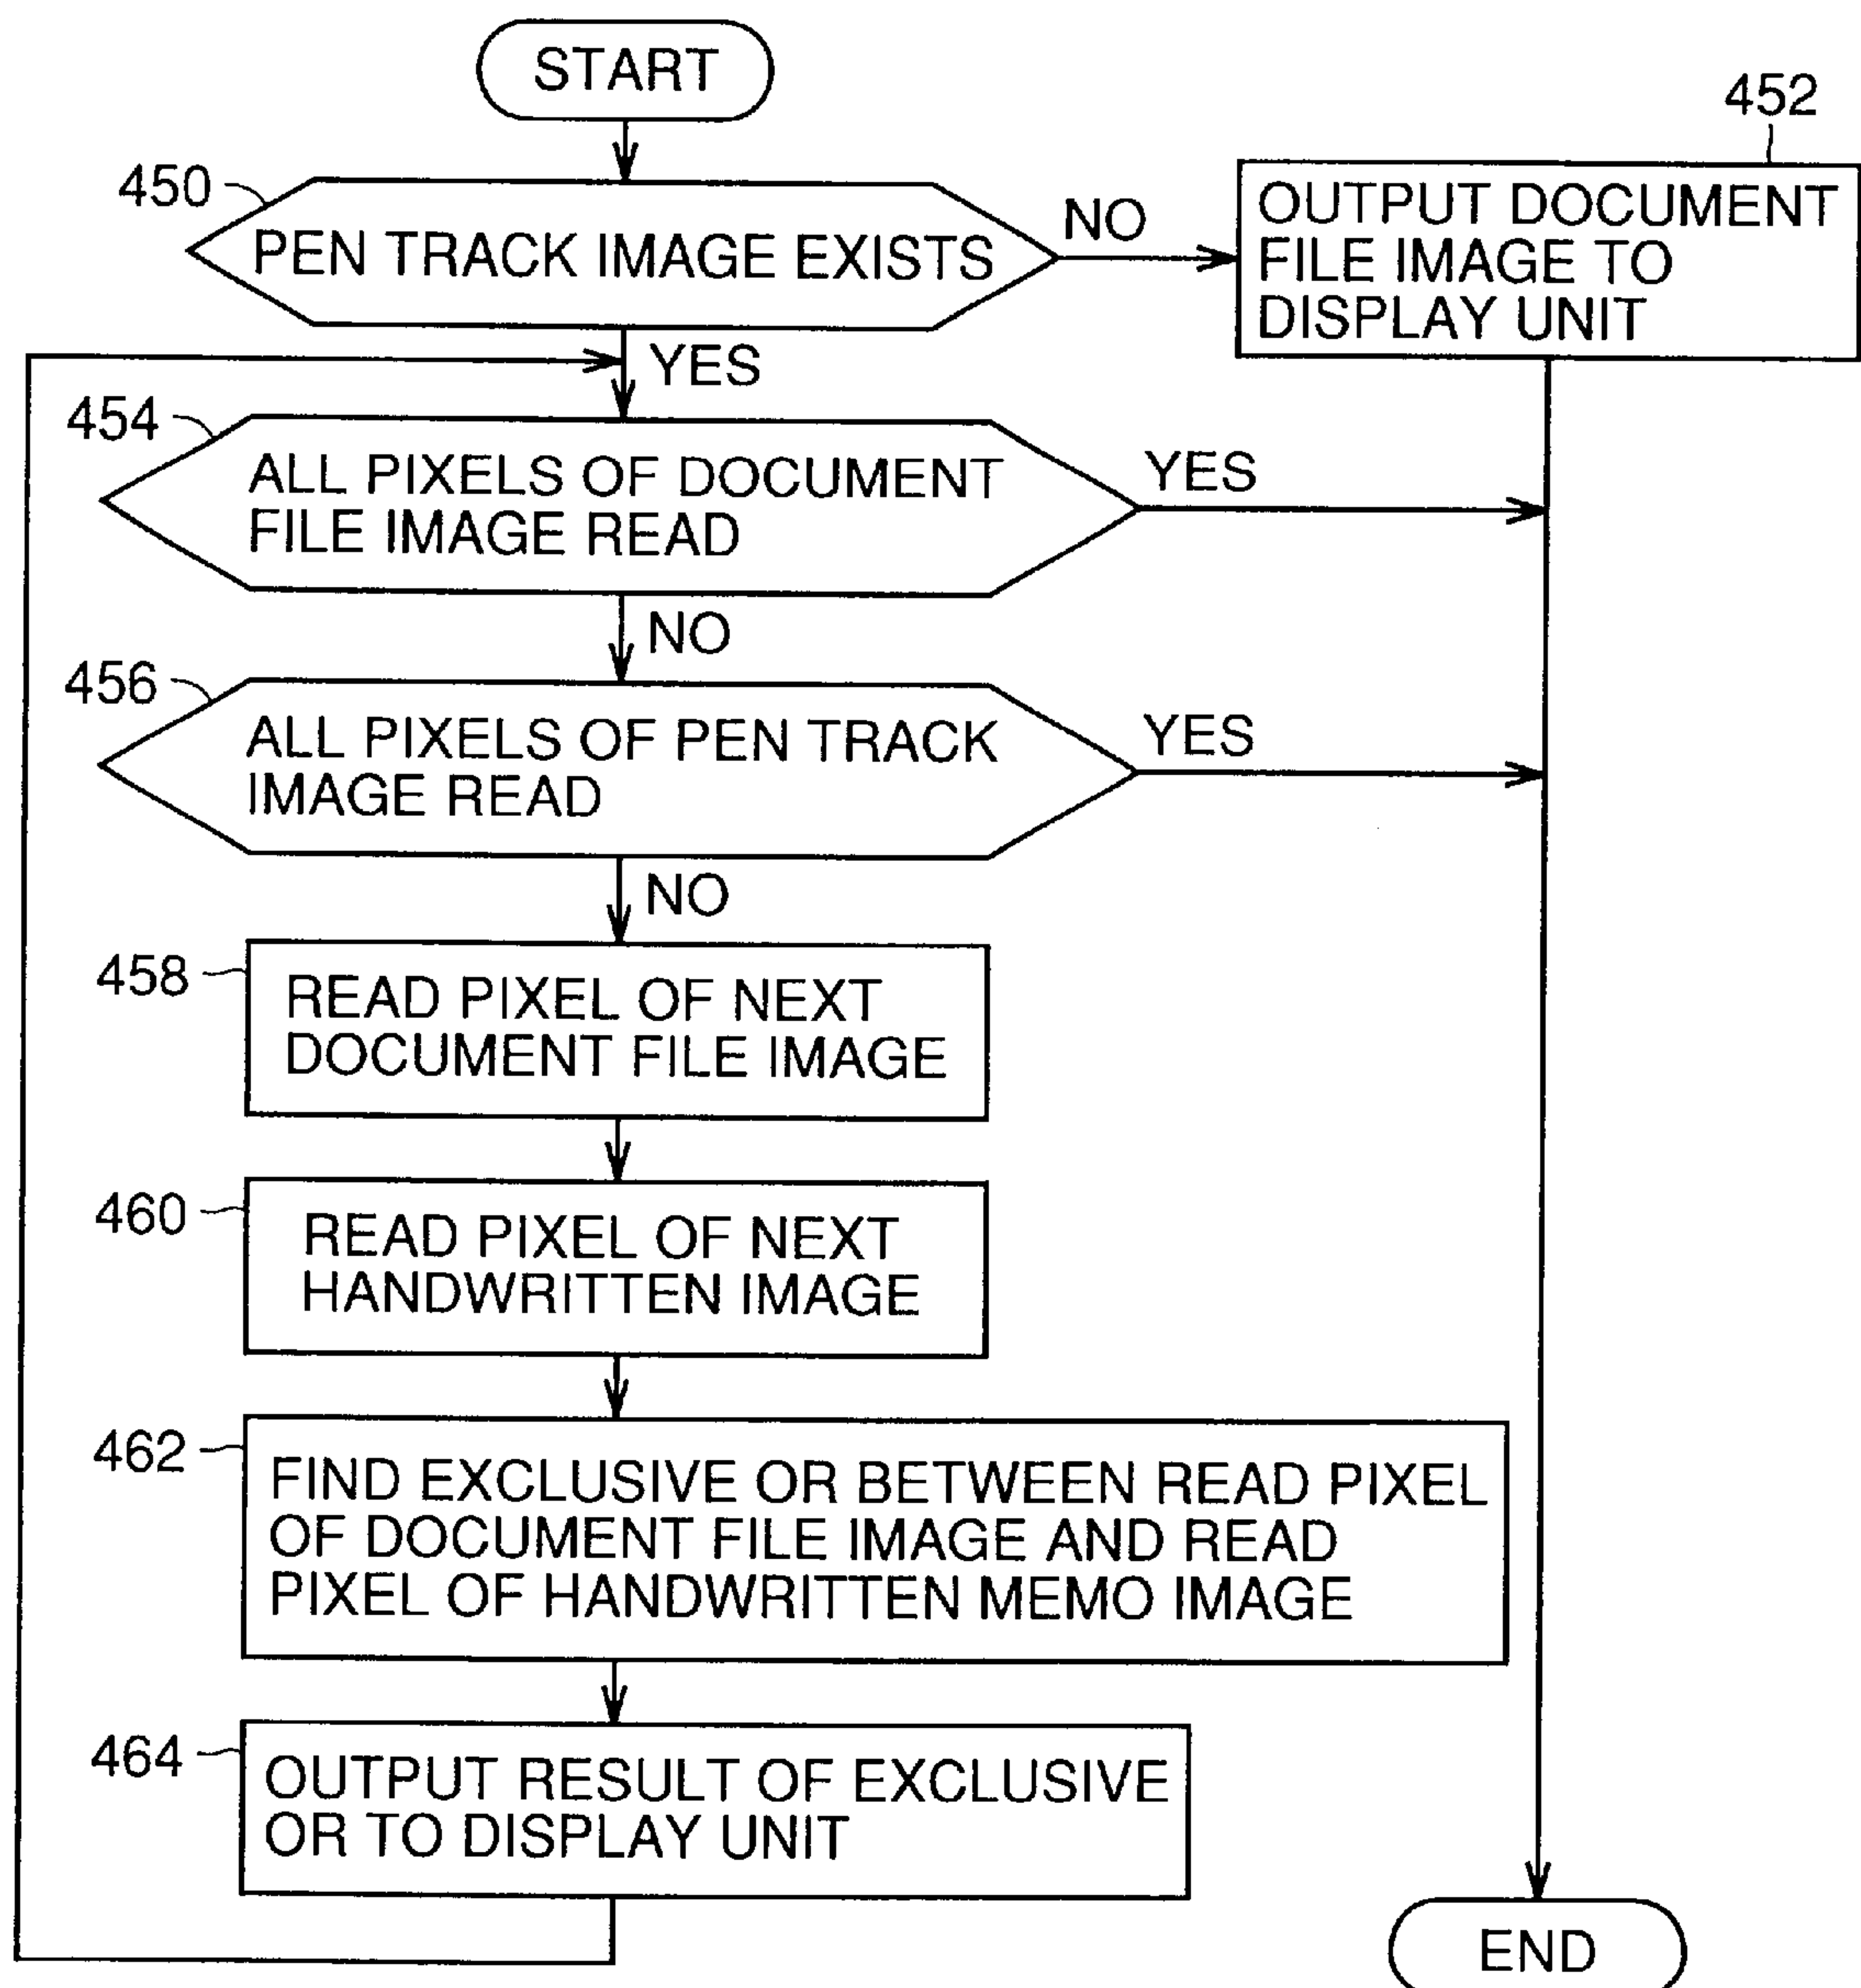 START
452
450
PEN TRACK IMAGE EXISTS
NO
OUTPUT DOCUMENT
FILE IMAGE TO
DISPLAY UNIT
YES
454
ALL PIXELS OF DOCUMENT
FILE IMAGE READ
YES
NO
456
ALL PIXELS OF PEN TRACK
IMAGE READ
YES
NO
458
READ PIXEL OF NEXT
DOCUMENT FILE IMAGE
460
READ PIXEL OF NEXT
HANDWRITTEN IMAGE
462
FIND EXCLUSIVE OR BETWEEN READ PIXEL
OF DOCUMENT FILE IMAGE AND READ
PIXEL OF HANDWRITTEN MEMO IMAGE
464
OUTPUT RESULT OF EXCLUSIVE
OR TO DISPLAY UNIT
END